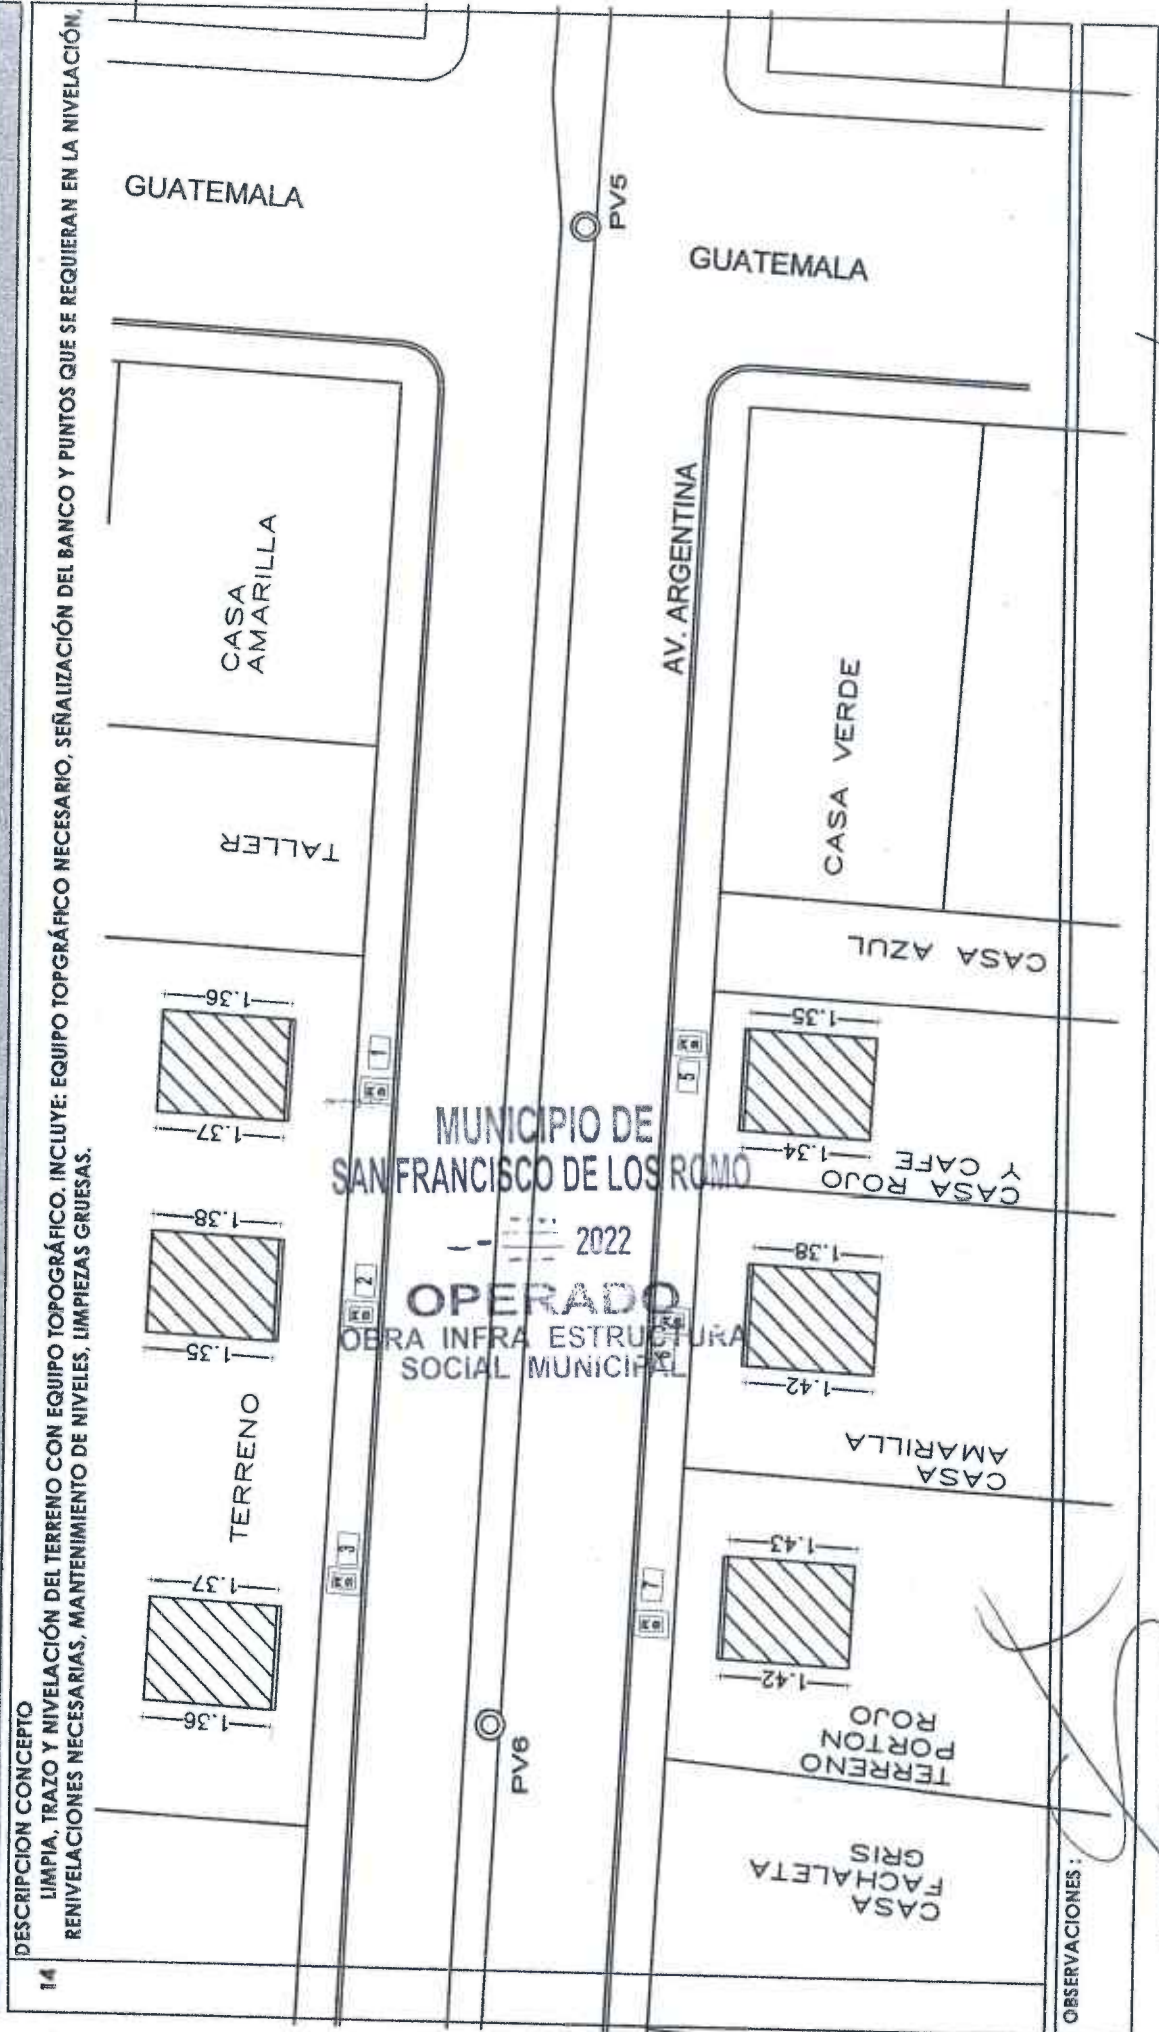 DESCRIPCION CONCEPTO
14
LIMPIA, TRAZO Y NIVELACIÓN DEL TERRENO CON EQUIPO TOPOGRÁFICO. INCLUYE: EQUIPO TOPGRÁFICO NECESARIO, SEÑALIZACIÓN DEL BANCO Y PUNTOS QUE SE REQUIERAN EN LA NIVELACIÓN,
RENIVELACIONES NECESARIAS, MANTENIMIENTO DE NIVELES, LIMPIEZAS GRUESAS.
GUATEMALA
CASA
AMARILLA
TALLER
1.36
1.37
1.38
1.35
TERRENO
1.37
1.36
1
2
3
PV5
PV6
GUATEMALA
AV. ARGENTINA
MUNICIPIO DE
SAN FRANCISCO DE LOS ROMO
2022
OPERADO
OBRA INFRA ESTRUCTURA
SOCIAL MUNICIPAL
5
7
CASA VERDE
CASA AZUL
1.35
1.34
CASA ROJO
Y CAFE
1.38
1.42
CASA
AMARILLA
1.43
1.42
TERRENO
PORTON
ROJO
CASA
FACHALETA
GRIS
OBSERVACIONES :